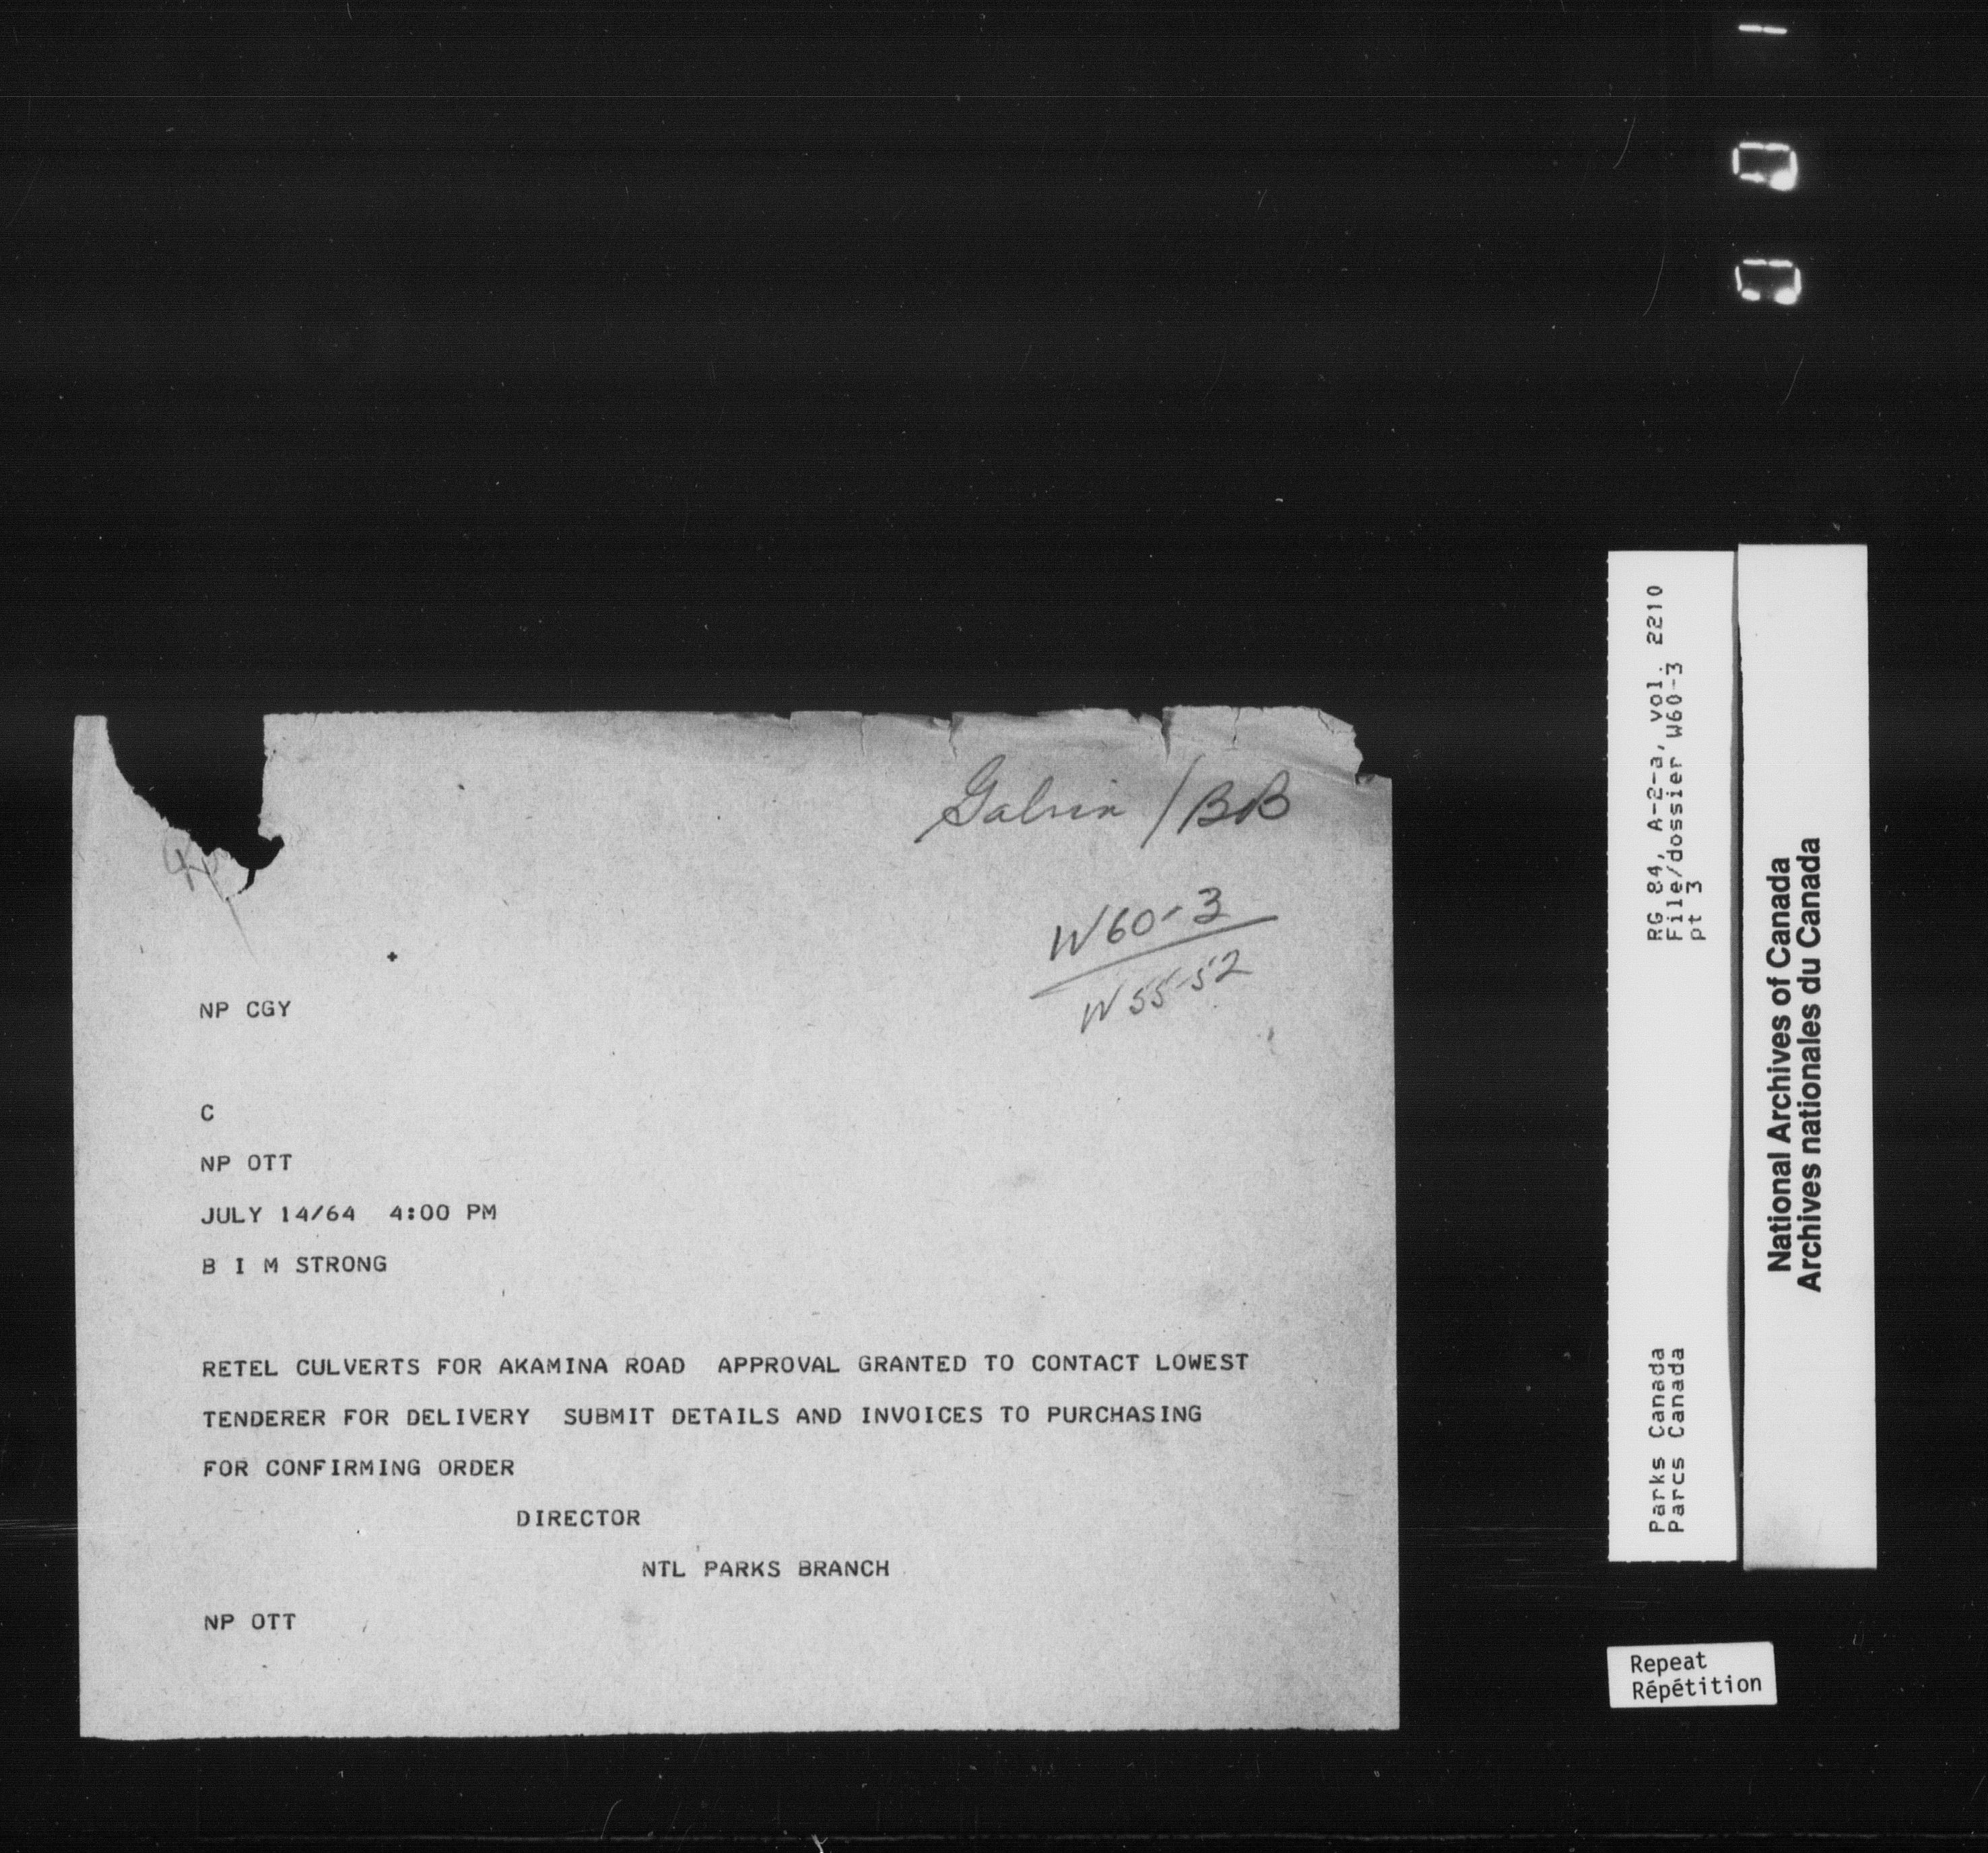 Galvin / BB
W60-3
W55-52
NP CGY
C
NP OTT
JULY 14/64 4:00 PM
B I M STRONG
RETEL CULVERTS FOR AKAMINA ROAD APPROVAL GRANTED TO CONTACT LOWEST
TENDERER FOR DELIVERY SUBMIT DETAILS AND INVOICES TO PURCHASING
FOR CONFIRMING ORDER
DIRECTOR
NTL PARKS BRANCH
NP OTT
Parks Canada
Parcs Canada
RG 84, A-2-a, vol. 2210
File/dossier W60-3
pt 3
National Archives of Canada
Archives nationales du Canada
Repeat
Répétition